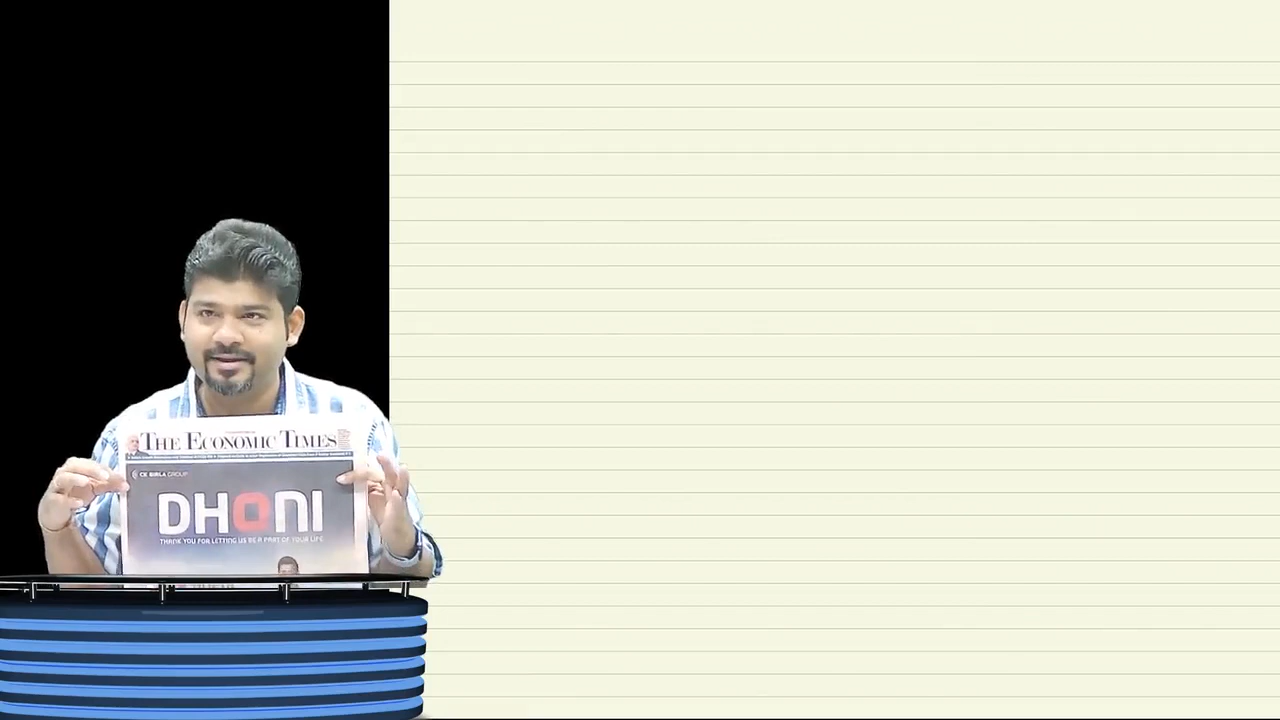 THE ECONOMIC TIMES
CK BIRLA GROUP
DHONI
THANK YOU FOR LETTING US BE A PART OF YOUR LIFE